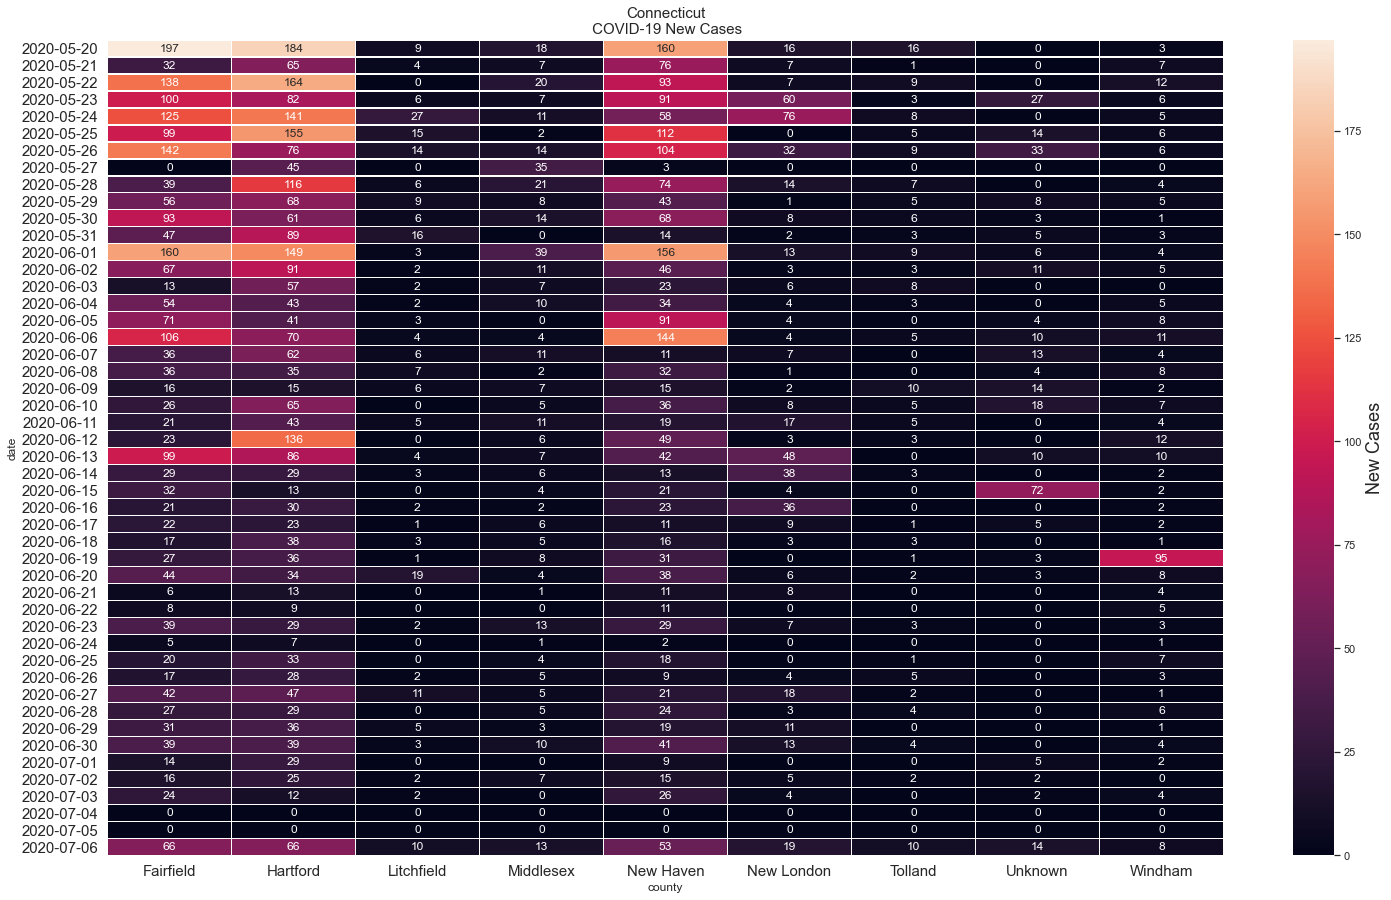 Connecticut
COVID-19 New Cases
2020-05-20 197 184 9 18 160 16 16 0 3
2020-05-21 32 65 4 7 76 7 1 0 7
2020-05-22 138 164 0 20 93 7 9 0 12
2020-05-23 100 82 6 7 91 60 3 27 6
2020-05-24 125 141 27 11 58 76 8 0 5
2020-05-25 99 155 15 2 112 0 5 14 6
2020-05-26 142 76 14 14 104 32 9 33 6
2020-05-27 0 45 0 35 3 0 0 0 0
2020-05-28 39 116 6 21 74 14 7 0 4
2020-05-29 56 68 9 8 43 1 5 8 5
2020-05-30 93 61 6 14 68 8 6 3 1
2020-05-31 47 89 16 0 14 2 3 5 3
2020-06-01 160 149 3 39 156 13 9 6 4
2020-06-02 67 91 2 11 46 3 3 11 5
2020-06-03 13 57 2 7 23 6 8 0 0
2020-06-04 54 43 2 10 34 4 3 0 5
2020-06-05 71 41 3 0 91 4 0 4 8
2020-06-06 106 70 4 4 144 4 5 10 11
2020-06-07 36 62 6 11 11 7 0 13 4
2020-06-08 36 35 7 2 32 1 0 4 8
2020-06-09 16 15 6 7 15 2 10 14 2
2020-06-10 26 65 0 5 36 8 5 18 7
2020-06-11 21 43 5 11 19 17 5 0 4
2020-06-12 23 136 0 6 49 3 3 0 12
2020-06-13 99 86 4 7 42 48 0 10 10
2020-06-14 29 29 3 6 13 38 3 0 2
2020-06-15 32 13 0 4 21 4 0 72 2
2020-06-16 21 30 2 2 23 36 0 0 2
2020-06-17 22 23 1 6 11 9 1 5 2
2020-06-18 17 38 3 5 16 3 3 0 1
2020-06-19 27 36 1 8 31 0 1 3 95
2020-06-20 44 34 19 4 38 6 2 3 8
2020-06-21 6 13 0 1 11 8 0 0 4
2020-06-22 8 9 0 0 11 0 0 0 5
2020-06-23 39 29 2 13 29 7 3 0 3
2020-06-24 5 7 0 1 2 0 0 0 1
2020-06-25 20 33 0 4 18 0 1 0 7
2020-06-26 17 28 2 5 9 4 5 0 3
2020-06-27 42 47 11 5 21 18 2 0 1
2020-06-28 27 29 0 5 24 3 4 0 6
2020-06-29 31 36 5 3 19 11 0 0 1
2020-06-30 39 39 3 10 41 13 4 0 4
2020-07-01 14 29 0 0 9 0 0 5 2
2020-07-02 16 25 2 7 15 5 2 2 0
2020-07-03 24 12 2 0 26 4 0 2 4
2020-07-04 0 0 0 0 0 0 0 0 0
2020-07-05 0 0 0 0 0 0 0 0 0
2020-07-06 66 66 10 13 53 19 10 14 8
Fairfield Hartford Litchfield Middlesex New Haven New London Tolland Unknown Windham
county
date
175
150
125
100
75
50
25
0
New Cases